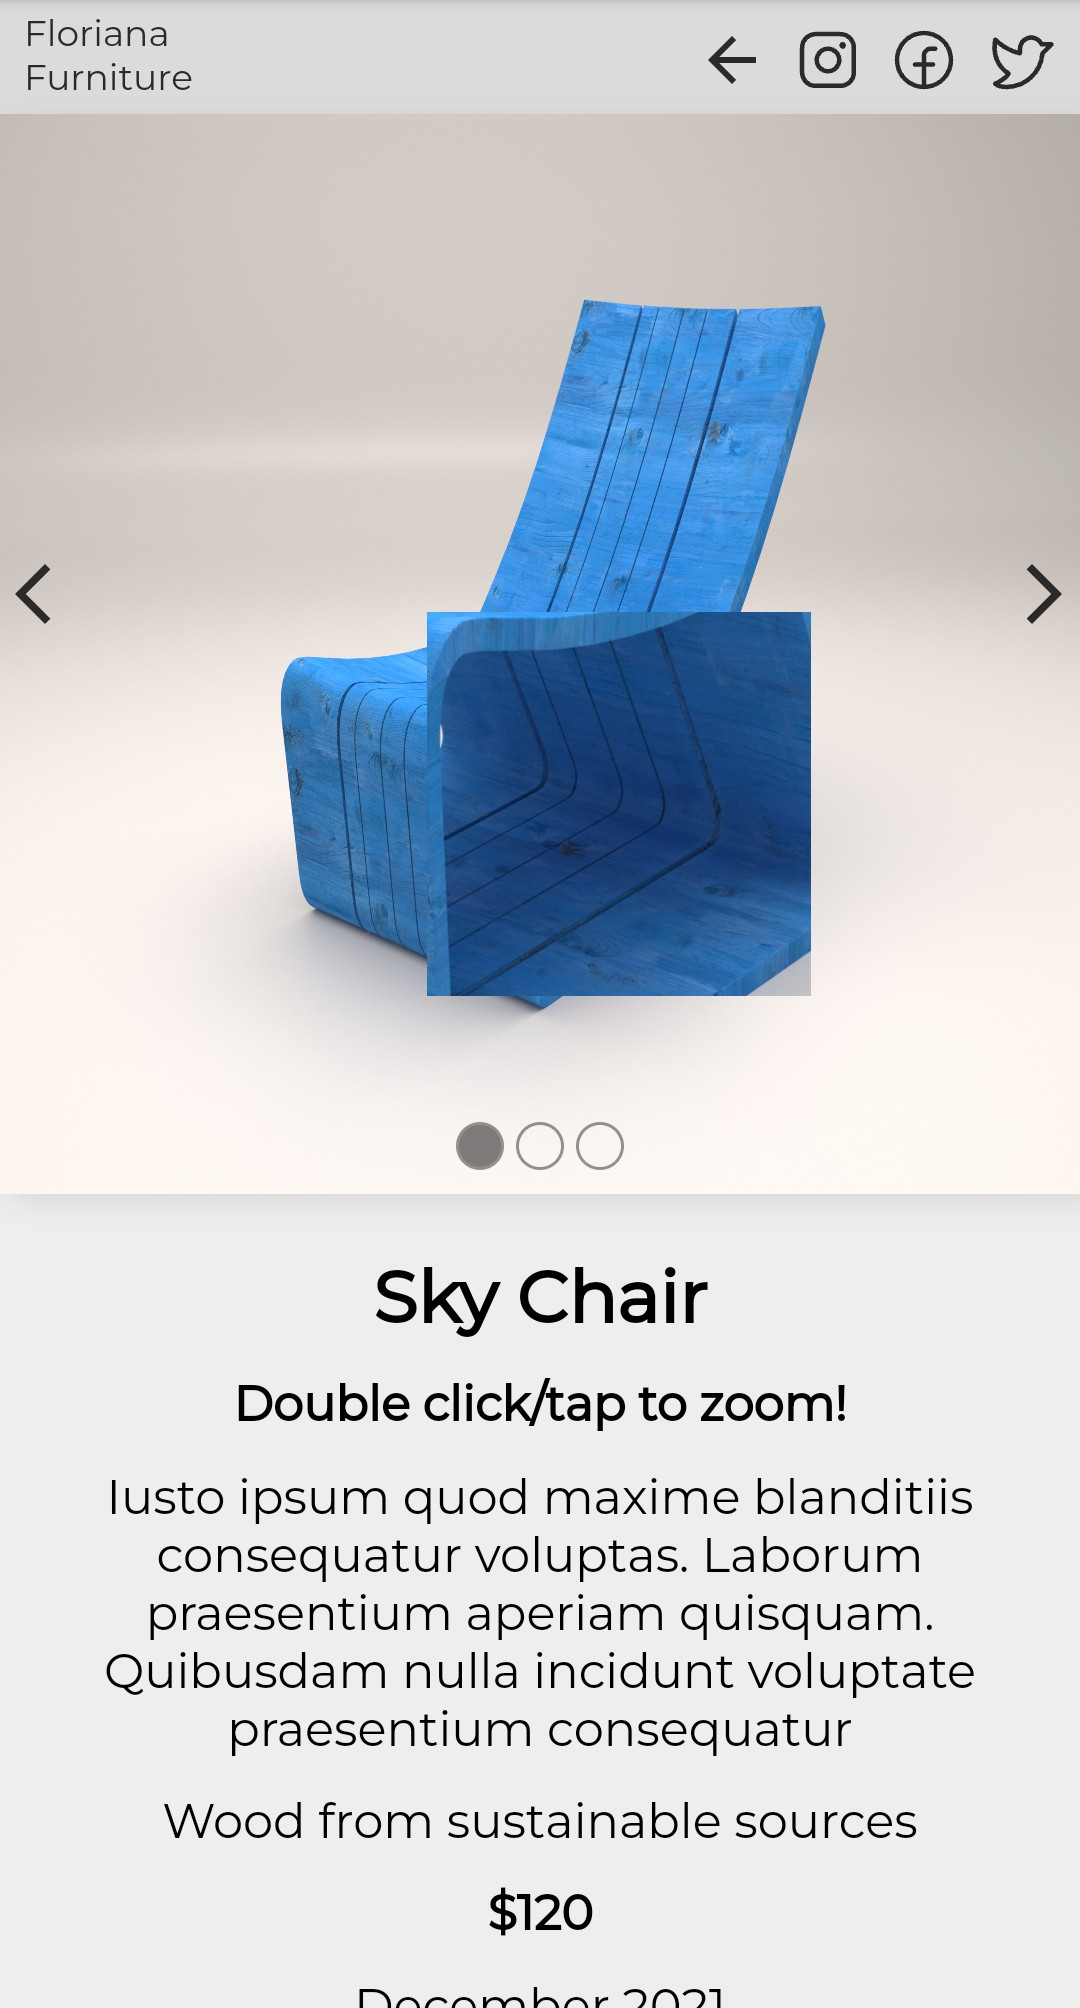 Floriana
Furniture
Sky Chair
Double click/tap to zoom!
Iusto ipsum quod maxime blanditiis
consequatur voluptas. Laborum
praesentium aperiam quisquam.
Quibusdam nulla incidunt voluptate
praesentium consequatur
Wood from sustainable sources
$120
December 2021